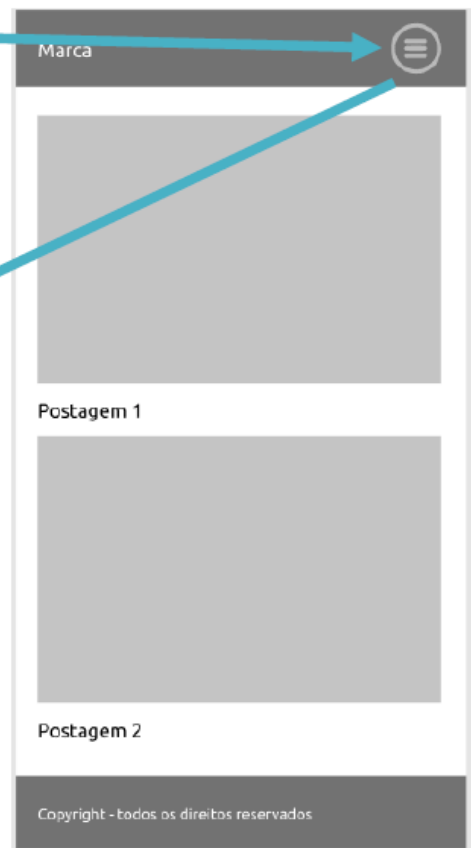 Marca
Postagem 1
Postagem 2
Copyright - todos os direitos reservados